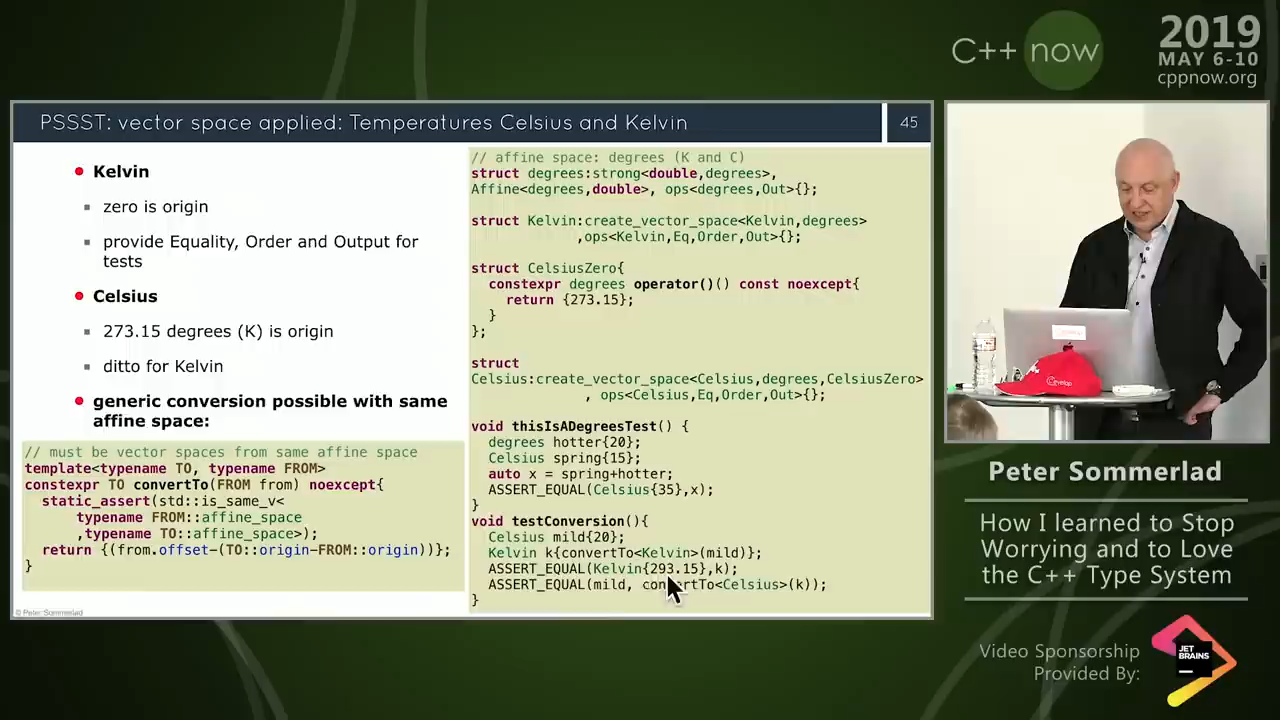 C++ now
2019
MAY 6-10
cppnow.org
PSSST: vector space applied: Temperatures Celsius and Kelvin
45
Kelvin
zero is origin
provide Equality, Order and Output for
tests
Celsius
273.15 degrees (K) is origin
ditto for Kelvin
generic conversion possible with same
affine space:
// must be vector spaces from same affine space
template<typename TO, typename FROM>
constexpr TO convertTo(FROM from) noexcept{
static_assert(std::is_same_v<
typename FROM::affine_space
,typename TO::affine_space>);
return {(from.offset-(TO::origin-FROM::origin))};
}
© Peter Sommerlad
// affine space: degrees (K and C)
struct degrees:strong<double,degrees>,
Affine<degrees,double>, ops<degrees,Out>{};
struct Kelvin:create_vector_space<Kelvin,degrees>
,ops<Kelvin,Eq,Order,Out>{};
struct CelsiusZero{
constexpr degrees operator()() const noexcept{
return {273.15};
}
};
struct
Celsius:create_vector_space<Celsius,degrees,CelsiusZero>
, ops<Celsius,Eq,Order,Out>{};
void thisIsADegreesTest() {
degrees hotter{20};
Celsius spring{15};
auto x = spring+hotter;
ASSERT_EQUAL(Celsius{35},x);
}
void testConversion(){
Celsius mild{20};
Kelvin k{convertTo<Kelvin>(mild)};
ASSERT_EQUAL(Kelvin{293.15},k);
ASSERT_EQUAL(mild, convertTo<Celsius>(k));
}
Peter Sommerlad
How I learned to Stop
Worrying and to Love
the C++ Type System
Video Sponsorship
Provided By:
JET
BRAINS